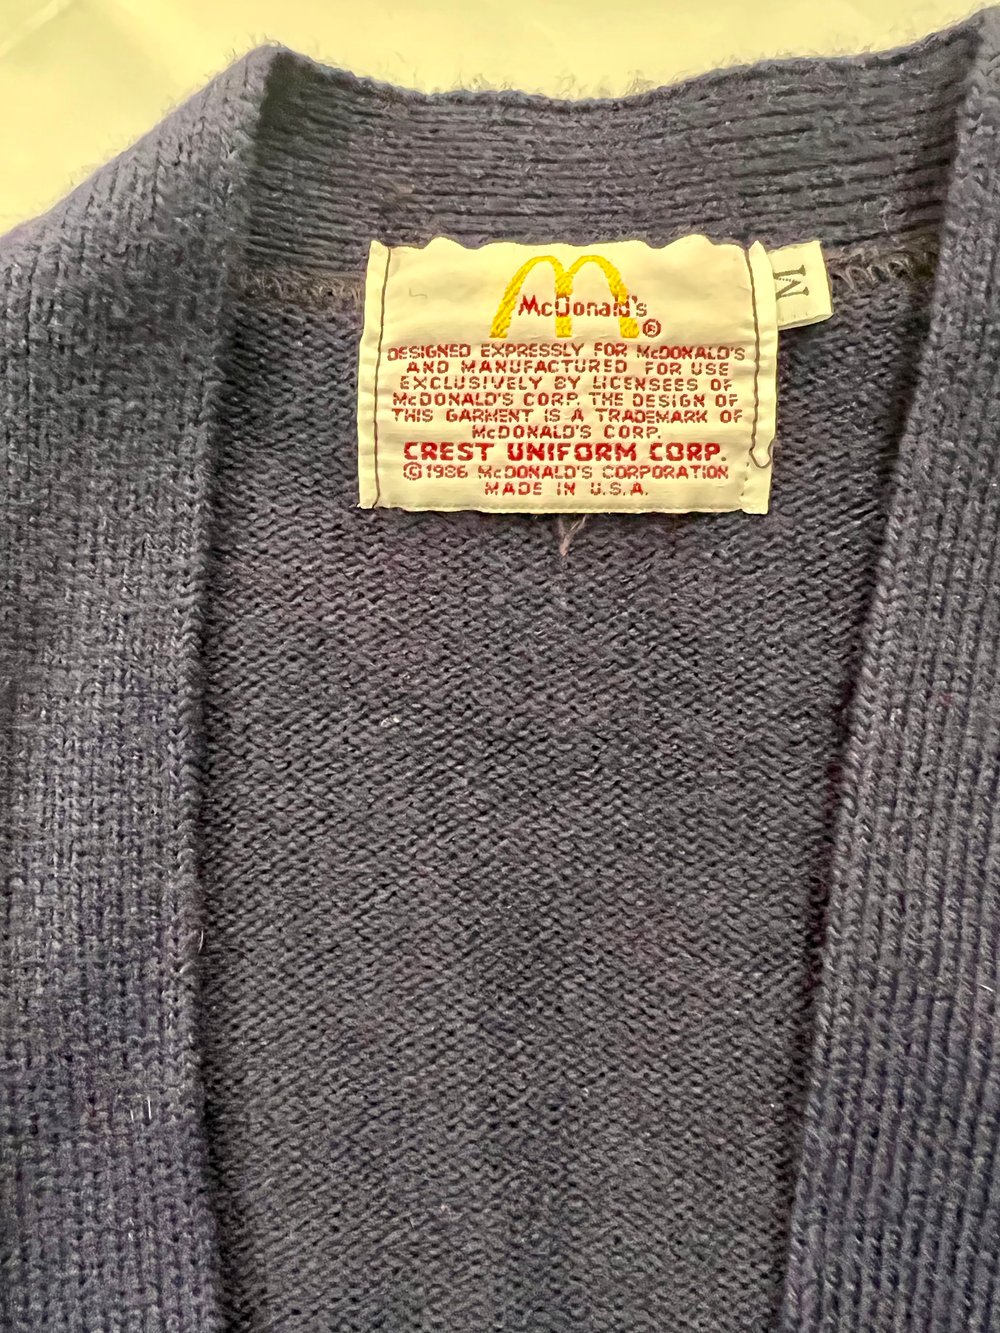 McDonald's
®
DESIGNED EXPRESSLY FOR McDONALD'S
AND MANUFACTURED FOR USE
EXCLUSIVELY BY LICENSEES OF
McDONALD'S CORP. THE DESIGN OF
THIS GARMENT IS A TRADEMARK OF
McDONALD'S CORP.
CREST UNIFORM CORP.
©1986 McDONALD'S CORPORATION
MADE IN U.S.A.
M